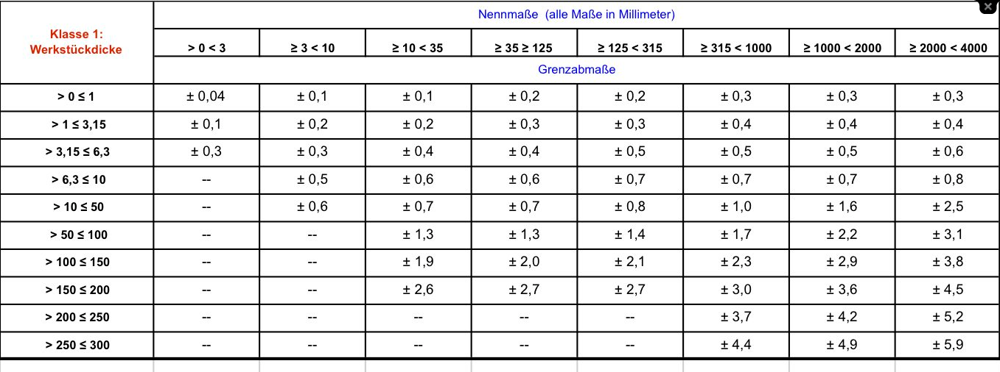 Nennmaße (alle Maße in Millimeter)
Klasse 1:
Werkstückdicke
> 0 < 3 ≥ 3 < 10 ≥ 10 < 35 ≥ 35 ≥ 125 ≥ 125 < 315 ≥ 315 < 1000 ≥ 1000 < 2000 ≥ 2000 < 4000
Grenzabmaße
> 0 ≤ 1 ± 0,04 ± 0,1 ± 0,1 ± 0,2 ± 0,2 ± 0,3 ± 0,3 ± 0,3
> 1 ≤ 3,15 ± 0,1 ± 0,2 ± 0,2 ± 0,3 ± 0,3 ± 0,4 ± 0,4 ± 0,4
> 3,15 ≤ 6,3 ± 0,3 ± 0,3 ± 0,4 ± 0,4 ± 0,5 ± 0,5 ± 0,5 ± 0,6
> 6,3 ≤ 10 -- ± 0,5 ± 0,6 ± 0,6 ± 0,7 ± 0,7 ± 0,7 ± 0,8
> 10 ≤ 50 -- ± 0,6 ± 0,7 ± 0,7 ± 0,8 ± 1,0 ± 1,6 ± 2,5
> 50 ≤ 100 -- -- ± 1,3 ± 1,3 ± 1,4 ± 1,7 ± 2,2 ± 3,1
> 100 ≤ 150 -- -- ± 1,9 ± 2,0 ± 2,1 ± 2,3 ± 2,9 ± 3,8
> 150 ≤ 200 -- -- ± 2,6 ± 2,7 ± 2,7 ± 3,0 ± 3,6 ± 4,5
> 200 ≤ 250 -- -- -- -- -- ± 3,7 ± 4,2 ± 5,2
> 250 ≤ 300 -- -- -- -- -- ± 4,4 ± 4,9 ± 5,9